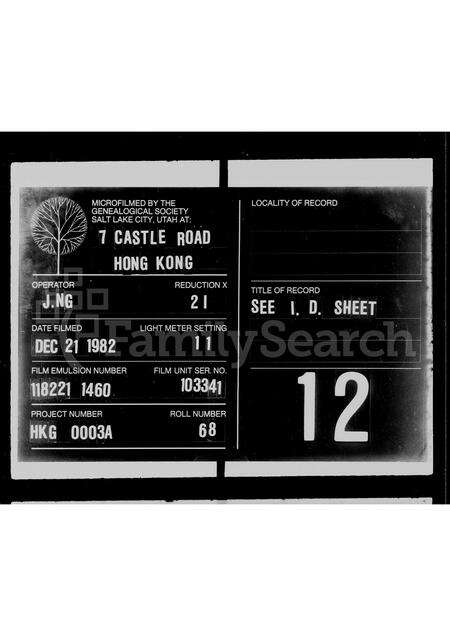 MICROFILMED BY THE
GENEALOGICAL SOCIETY
SALT LAKE CITY, UTAH AT:
7 CASTLE ROAD
HONG KONG
OPERATOR REDUCTION X
J.NG 21
DATE FILMED LIGHT METER SETTING
DEC 21 1982 11
FILM EMULSION NUMBER FILM UNIT SER. NO.
118221 1460 103341
PROJECT NUMBER ROLL NUMBER
HKG 0003A 68
LOCALITY OF RECORD
TITLE OF RECORD
SEE I. D. SHEET
12
FamilySearch